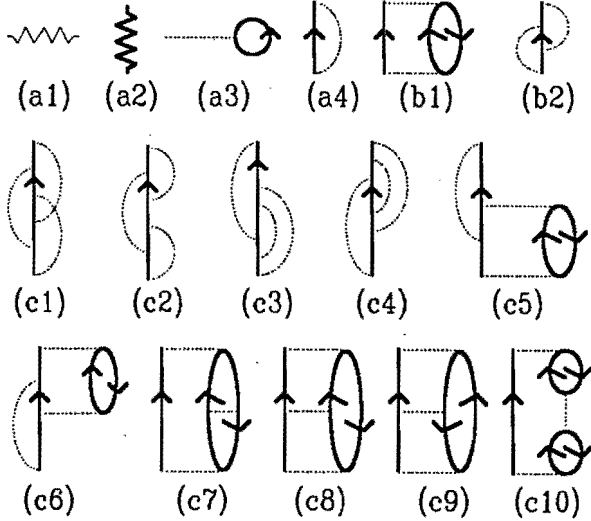 (a1) (a2) (a3) (a4) (b1) (b2)
(c1) (c2) (c3) (c4) (c5)
(c6) (c7) (c8) (c9) (c10)